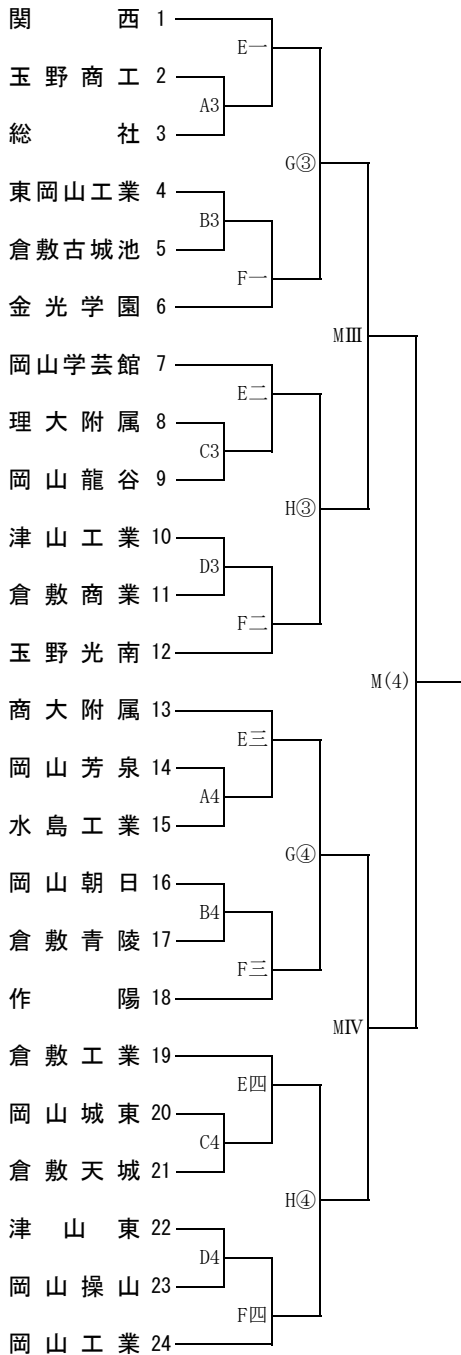 関西 1
E一
玉野商工 2
A3
総社 3
G③
東岡山工業 4
B3
倉敷古城池 5
F一
金光学園 6
MⅢ
岡山学芸館 7
E二
理大附属 8
C3
岡山龍谷 9
H③
津山工業 10
D3
倉敷商業 11
F二
玉野光南 12
M(4)
商大附属 13
E三
岡山芳泉 14
A4
水島工業 15
G④
岡山朝日 16
B4
倉敷青陵 17
F三
作陽 18
MⅣ
倉敷工業 19
E四
岡山城東 20
C4
倉敷天城 21
H④
津山東 22
D4
岡山操山 23
F四
岡山工業 24